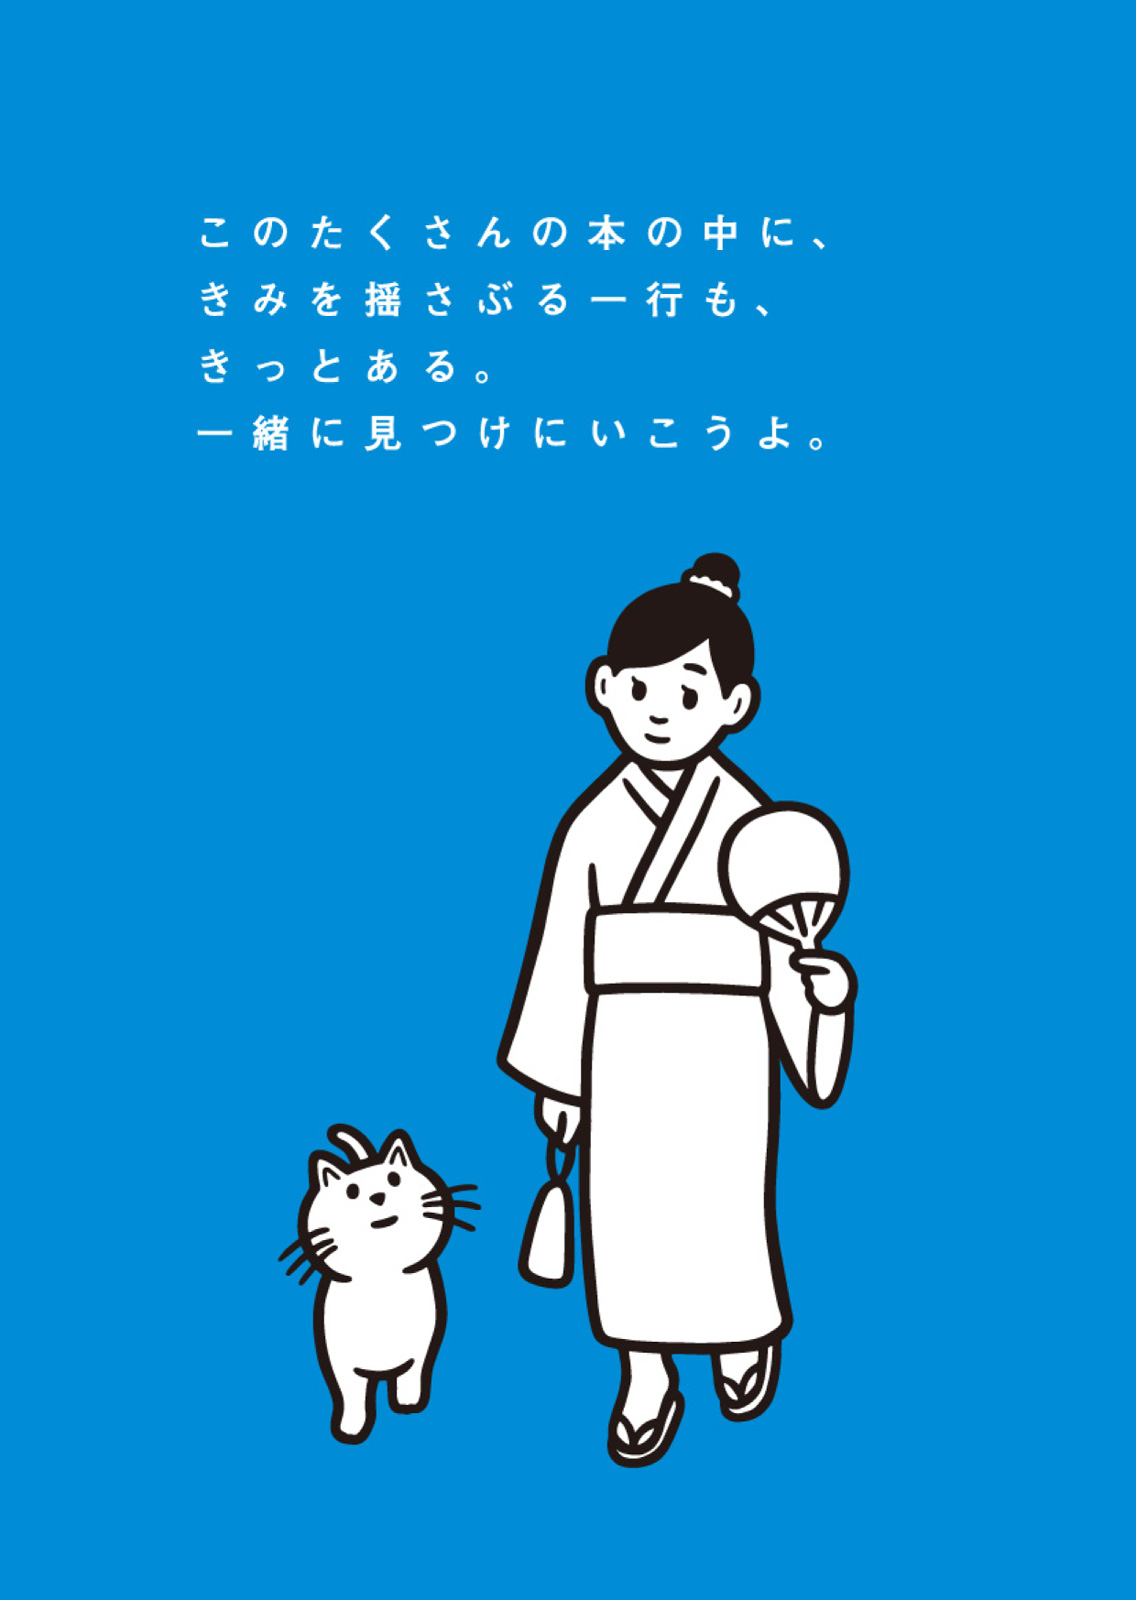 このたくさんの本の中に、
きみを揺さぶる一行も、
きっとある。
一緒に見つけにいこうよ。